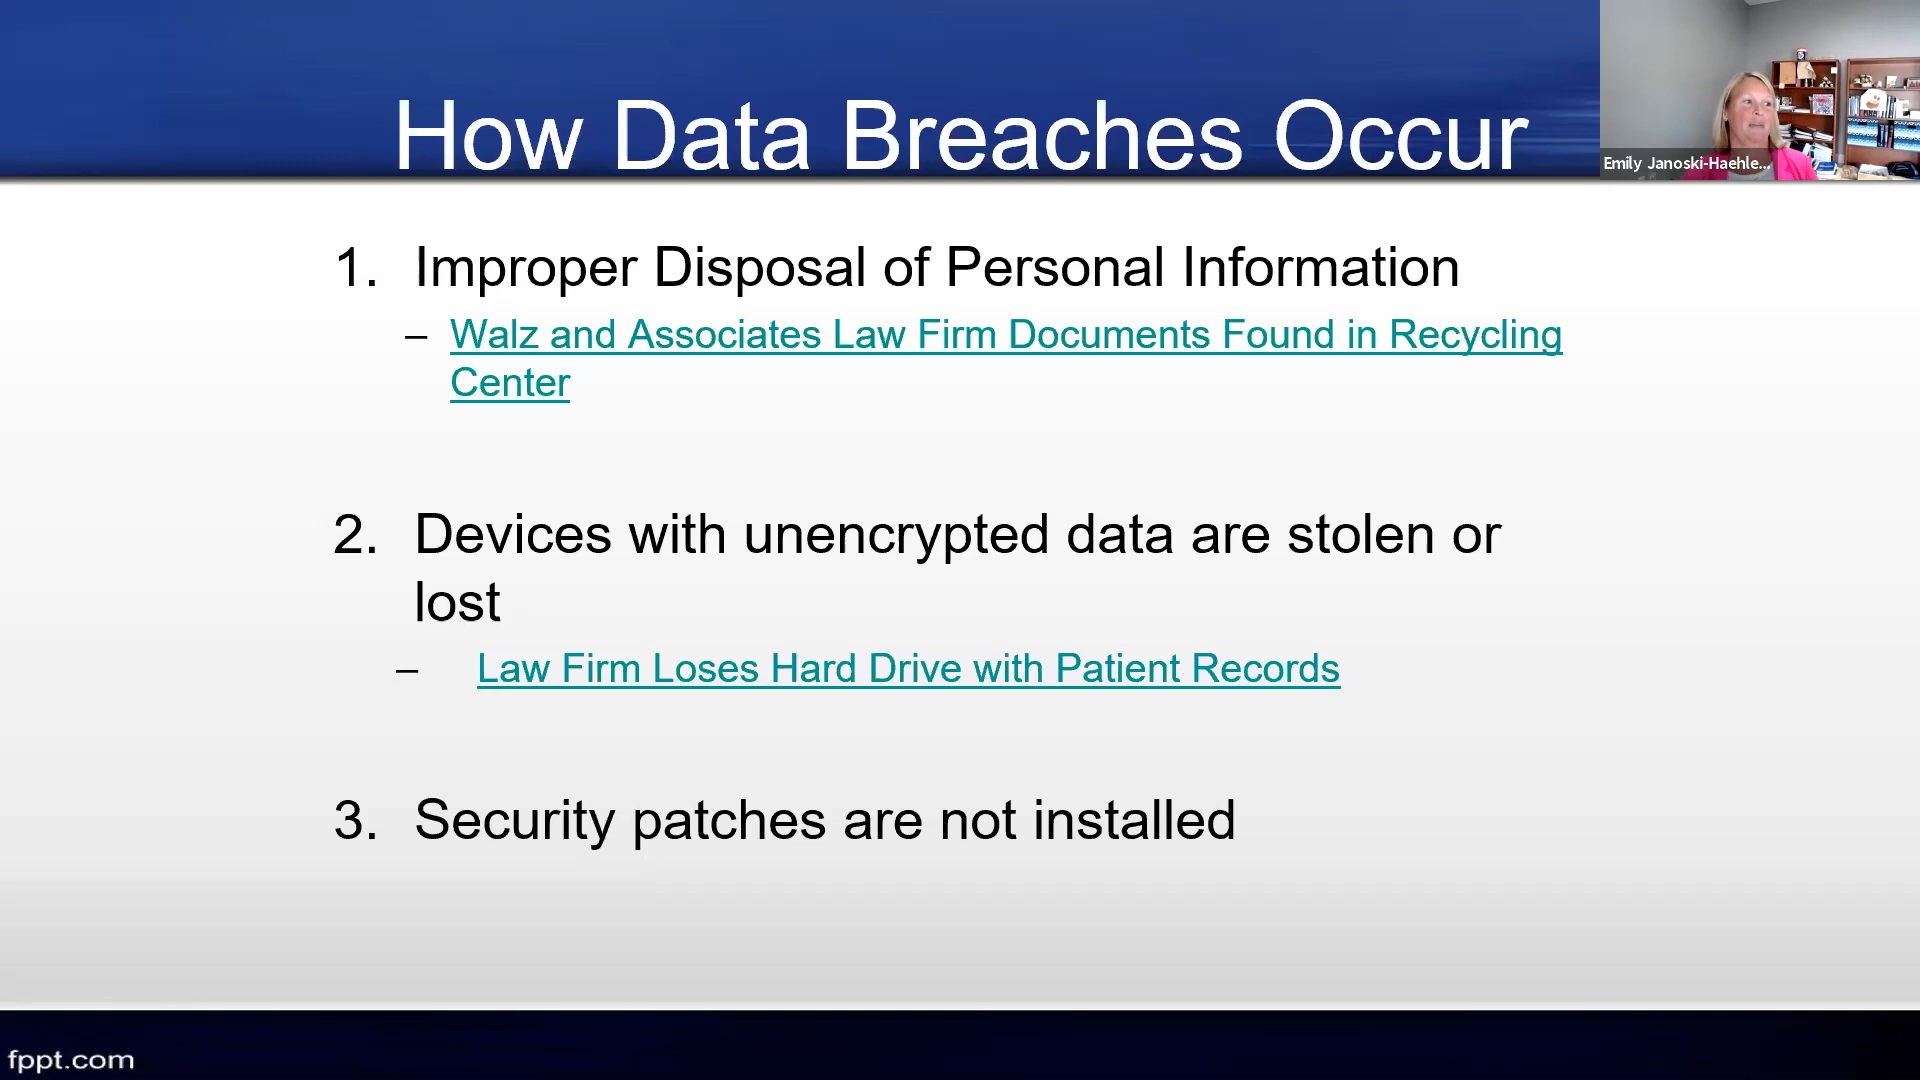 How Data Breaches Occur
Emily Janoski-Haehle...
1. Improper Disposal of Personal Information
– Walz and Associates Law Firm Documents Found in Recycling
Center
2. Devices with unencrypted data are stolen or
lost
– Law Firm Loses Hard Drive with Patient Records
3. Security patches are not installed
fppt.com